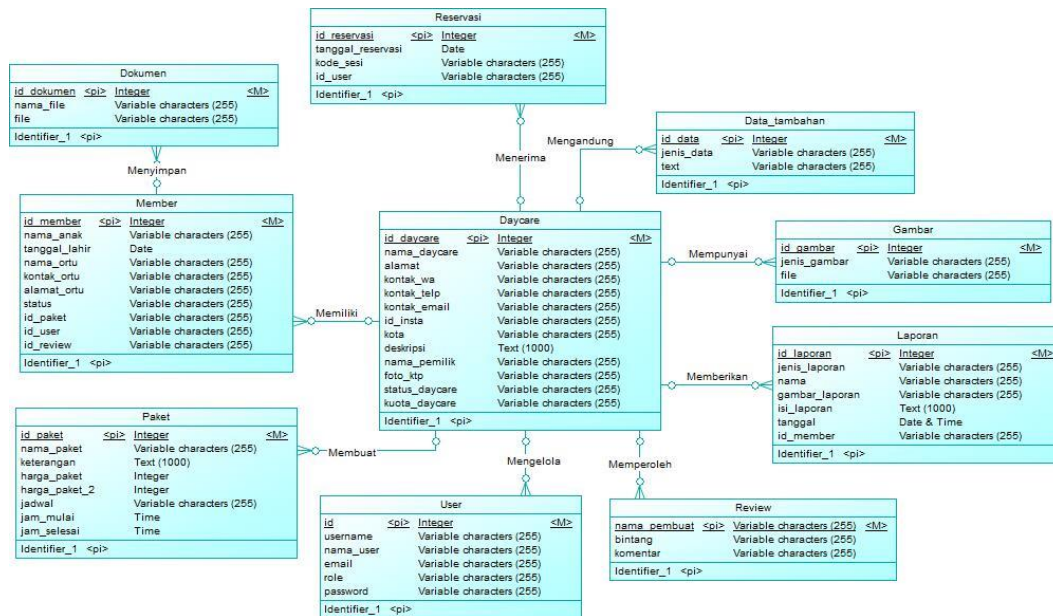 Reservasi
id_reservasi <pi> Integer <M>
tanggal_reservasi Date
kode_sesi Variable characters (255)
id_user Variable characters (255)
Identifier_1 <pi>
Dokumen
id_dokumen <pi> Integer <M>
nama_file Variable characters (255)
file Variable characters (255)
Identifier_1 <pi>
Data_tambahan
id_data <pi> Integer <M>
jenis_data Variable characters (255)
text Variable characters (255)
Identifier_1 <pi>
Mengandung
Menerima
Menyimpan
Member
id_member <pi> Integer <M>
nama_anak Variable characters (255)
tanggal_lahir Date
nama_ortu Variable characters (255)
kontak_ortu Variable characters (255)
alamat_ortu Variable characters (255)
status Variable characters (255)
id_paket Variable characters (255)
id_user Variable characters (255)
id_review Variable characters (255)
Identifier_1 <pi>
Memiliki
Daycare
id_daycare <pi> Integer <M>
nama_daycare Variable characters (255)
alamat Variable characters (255)
kontak_wa Variable characters (255)
kontak_telp Variable characters (255)
kontak_email Variable characters (255)
id_insta Variable characters (255)
kota Variable characters (255)
deskripsi Text (1000)
nama_pemilik Variable characters (255)
foto_ktp Variable characters (255)
status_daycare Variable characters (255)
kuota_daycare Variable characters (255)
Identifier_1 <pi>
Mempunyai
Gambar
id_gambar <pi> Integer <M>
jenis_gambar Variable characters (255)
file Variable characters (255)
Identifier_1 <pi>
Memberikan
Laporan
id_laporan <pi> Integer <M>
jenis_laporan Variable characters (255)
nama Variable characters (255)
gambar_laporan Variable characters (255)
isi_laporan Text (1000)
tanggal Date & Time
id_member Variable characters (255)
Identifier_1 <pi>
Paket
id_paket <pi> Integer <M>
nama_paket Variable characters (255)
keterangan Text (1000)
harga_paket Integer
harga_paket_2 Integer
jadwal Variable characters (255)
jam_mulai Time
jam_selesai Time
Identifier_1 <pi>
Membuat
Mengelola
Memperoleh
User
id <pi> Integer <M>
username Variable characters (255)
nama_user Variable characters (255)
email Variable characters (255)
role Variable characters (255)
password Variable characters (255)
Identifier_1 <pi>
Review
nama_pembuat <pi> Variable characters (255) <M>
bintang Variable characters (255)
komentar Variable characters (255)
Identifier_1 <pi>